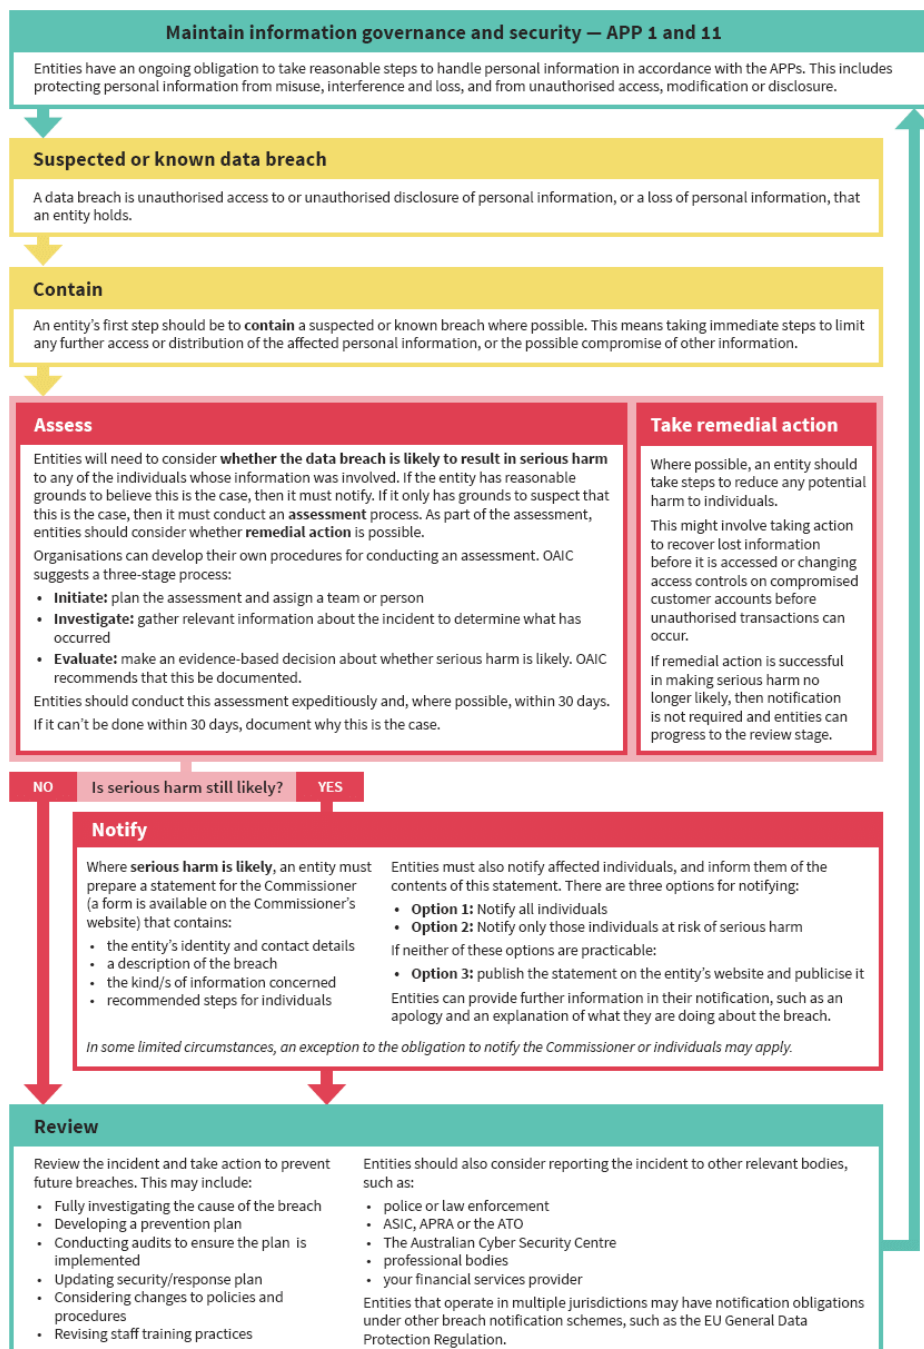 Maintain information governance and security — APP 1 and 11
Entities have an ongoing obligation to take reasonable steps to handle personal information in accordance with the APPs. This includes
protecting personal information from misuse, interference and loss, and from unauthorised access, modification or disclosure.
Suspected or known data breach
A data breach is unauthorised access to or unauthorised disclosure of personal information, or a loss of personal information, that
an entity holds.
Contain
An entity's first step should be to contain a suspected or known breach where possible. This means taking immediate steps to limit
any further access or distribution of the affected personal information, or the possible compromise of other information.
Assess
Entities will need to consider whether the data breach is likely to result in serious harm
to any of the individuals whose information was involved. If the entity has reasonable
grounds to believe this is the case, then it must notify. If it only has grounds to suspect that
this is the case, then it must conduct an assessment process. As part of the assessment,
entities should consider whether remedial action is possible.
Organisations can develop their own procedures for conducting an assessment. OAIC
suggests a three-stage process:
• Initiate: plan the assessment and assign a team or person
• Investigate: gather relevant information about the incident to determine what has
occurred
• Evaluate: make an evidence-based decision about whether serious harm is likely. OAIC
recommends that this be documented.
Entities should conduct this assessment expeditiously and, where possible, within 30 days.
If it can't be done within 30 days, document why this is the case.
Take remedial action
Where possible, an entity should
take steps to reduce any potential
harm to individuals.
This might involve taking action
to recover lost information
before it is accessed or changing
access controls on compromised
customer accounts before
unauthorised transactions can
occur.
If remedial action is successful
in making serious harm no
longer likely, then notification
is not required and entities can
progress to the review stage.
NO
Is serious harm still likely?
YES
Notify
Where serious harm is likely, an entity must
prepare a statement for the Commissioner
(a form is available on the Commissioner's
website) that contains:
• the entity's identity and contact details
• a description of the breach
• the kind/s of information concerned
• recommended steps for individuals
Entities must also notify affected individuals, and inform them of the
contents of this statement. There are three options for notifying:
• Option 1: Notify all individuals
• Option 2: Notify only those individuals at risk of serious harm
If neither of these options are practicable:
• Option 3: publish the statement on the entity's website and publicise it
Entities can provide further information in their notification, such as an
apology and an explanation of what they are doing about the breach.
In some limited circumstances, an exception to the obligation to notify the Commissioner or individuals may apply.
Review
Review the incident and take action to prevent
future breaches. This may include:
• Fully investigating the cause of the breach
• Developing a prevention plan
• Conducting audits to ensure the plan is
implemented
• Updating security/response plan
• Considering changes to policies and
procedures
• Revising staff training practices
Entities should also consider reporting the incident to other relevant bodies,
such as:
• police or law enforcement
• ASIC, APRA or the ATO
• The Australian Cyber Security Centre
• professional bodies
• your financial services provider
Entities that operate in multiple jurisdictions may have notification obligations
under other breach notification schemes, such as the EU General Data
Protection Regulation.